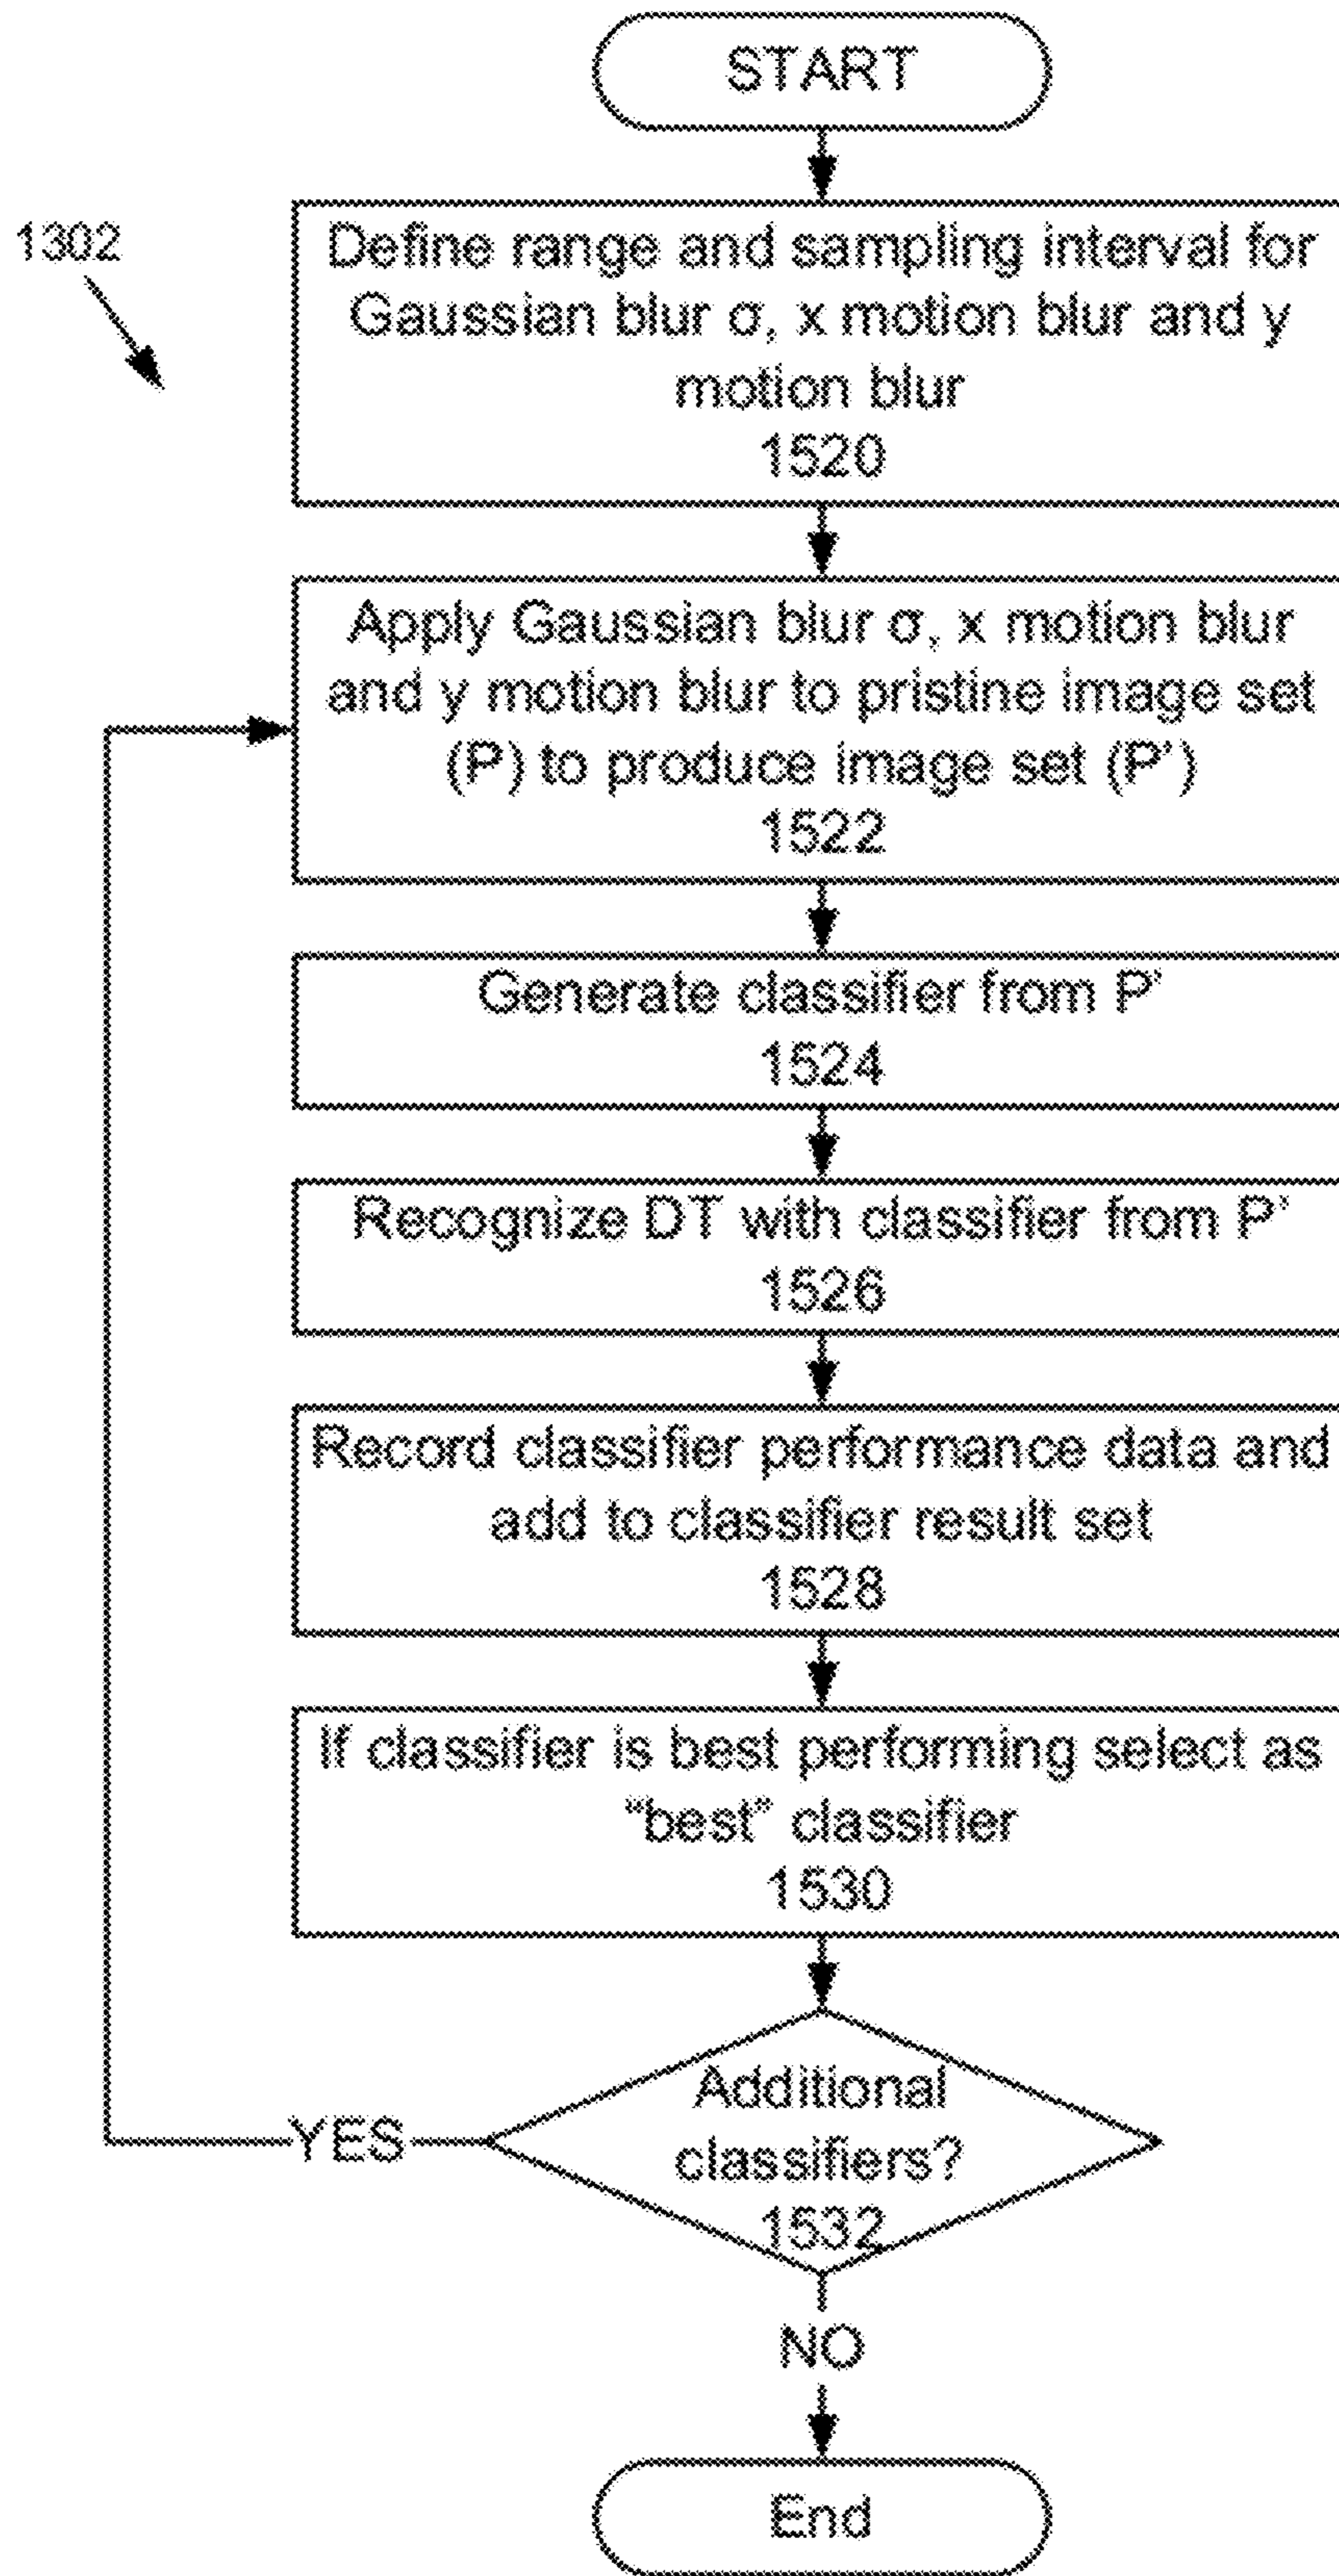 START
1302
Define range and sampling interval for
Gaussian blur σ, x motion blur and y
motion blur
1520
Apply Gaussian blur σ, x motion blur
and y motion blur to pristine image set
(P) to produce image set (P')
1522
Generate classifier from P'
1524
Recognize DT with classifier from P'
1526
Record classifier performance data and
add to classifier result set
1528
If classifier is best performing select as
“best” classifier
1530
Additional
classifiers?
1532
YES
NO
End